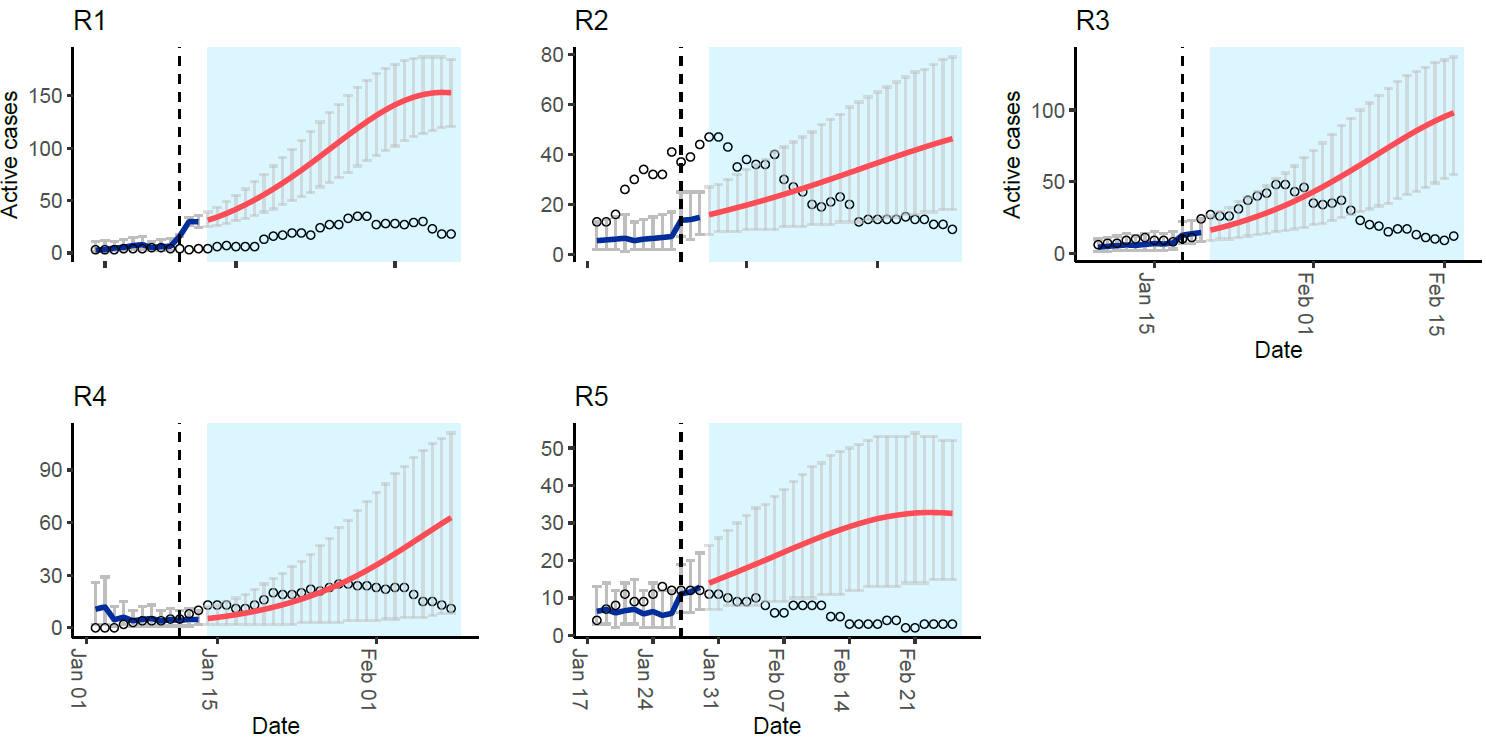 R1
R2
R3
Active cases
150
100
50
0
80
60
40
20
0
Active cases
100
50
0
Jan 15
Feb 01
Feb 15
Date
R4
R5
90
60
30
0
Jan 01
Jan 15
Feb 01
Date
50
40
30
20
10
0
Jan 17
Jan 24
Jan 31
Feb 07
Feb 14
Feb 21
Date